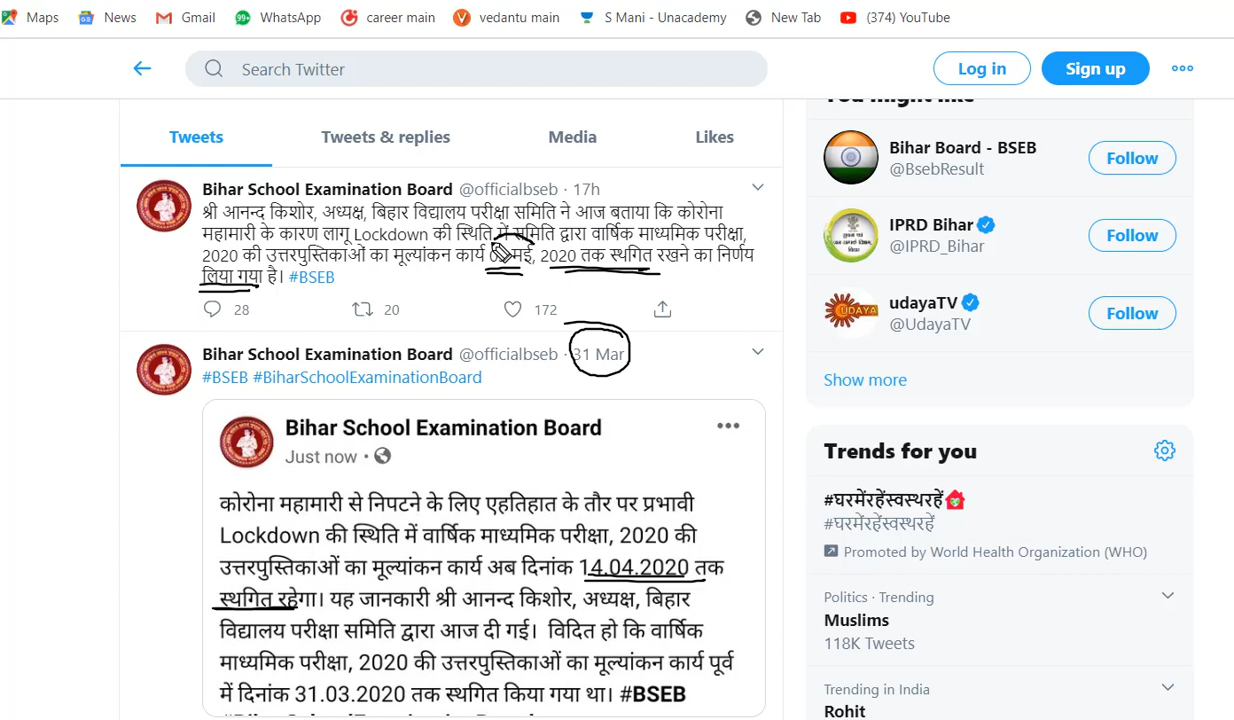 Maps News Gmail WhatsApp career main vedantu main S Mani - Unacademy New Tab (374) YouTube
Search Twitter
Log in Sign up
Tweets Tweets & replies Media Likes
Bihar School Examination Board @officialbseb · 17h
श्री आनन्द किशोर, अध्यक्ष, बिहार विद्यालय परीक्षा समिति ने आज बताया कि कोरोना
महामारी के कारण लागू Lockdown की स्थिति में समिति द्वारा वार्षिक माध्यमिक परीक्षा,
2020 की उत्तरपुस्तिकाओं का मूल्यांकन कार्य मई, 2020 तक स्थगित रखने का निर्णय
लिया गया है। #BSEB
28 20 172
Bihar School Examination Board @officialbseb · 31 Mar
#BSEB #BiharSchoolExaminationBoard
Bihar School Examination Board
Just now ·
कोरोना महामारी से निपटने के लिए एहतिहात के तौर पर प्रभावी
Lockdown की स्थिति में वार्षिक माध्यमिक परीक्षा, 2020 की
उत्तरपुस्तिकाओं का मूल्यांकन कार्य अब दिनांक 14.04.2020 तक
स्थगित रहेगा। यह जानकारी श्री आनन्द किशोर, अध्यक्ष, बिहार
विद्यालय परीक्षा समिति द्वारा आज दी गई। विदित हो कि वार्षिक
माध्यमिक परीक्षा, 2020 की उत्तरपुस्तिकाओं का मूल्यांकन कार्य पूर्व
में दिनांक 31.03.2020 तक स्थगित किया गया था। #BSEB
You might like
Bihar Board - BSEB
@BsebResult
Follow
IPRD Bihar
@IPRD_Bihar
Follow
udayaTV
@UdayaTV
Follow
Show more
Trends for you
#घरमेंरहेंस्वस्थरहें
#घरमेंरहेंस्वस्थरहें
Promoted by World Health Organization (WHO)
Politics · Trending
Muslims
118K Tweets
Trending in India
Rohit